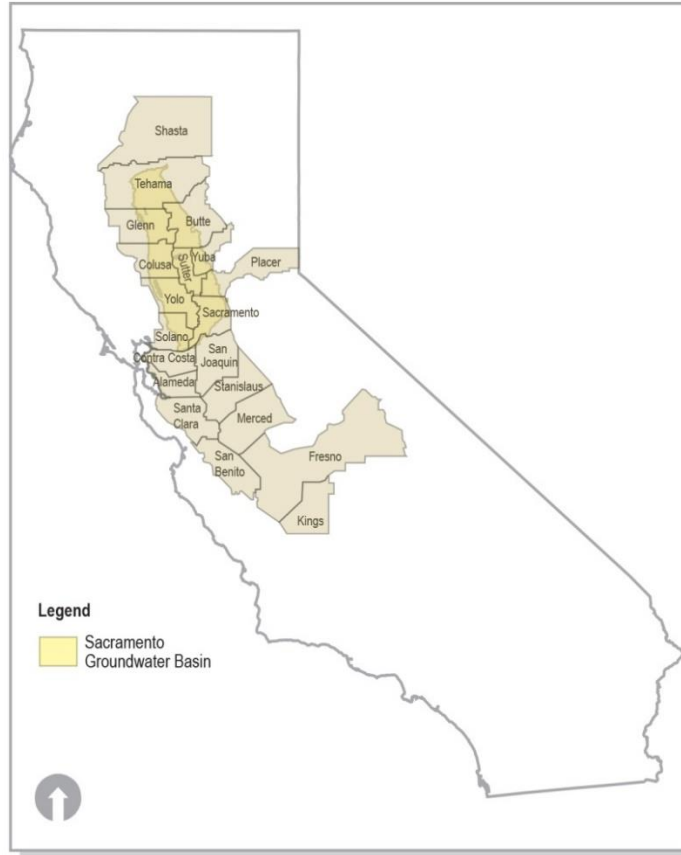 Shasta
Tehama
Butte
Glenn
Yuba
Placer
Colusa
Sutter
Yolo
Sacramento
Solano
Contra Costa
San
Joaquin
Alameda
Stanislaus
Santa
Clara
Merced
San
Benito
Fresno
Kings
Legend
Sacramento
Groundwater Basin